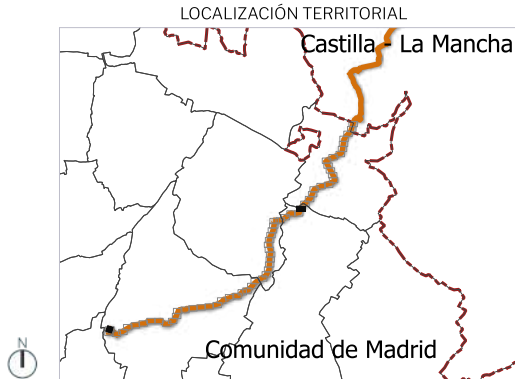 LOCALIZACIÓN TERRITORIAL
Castilla - La Mancha
Comunidad de Madrid
N